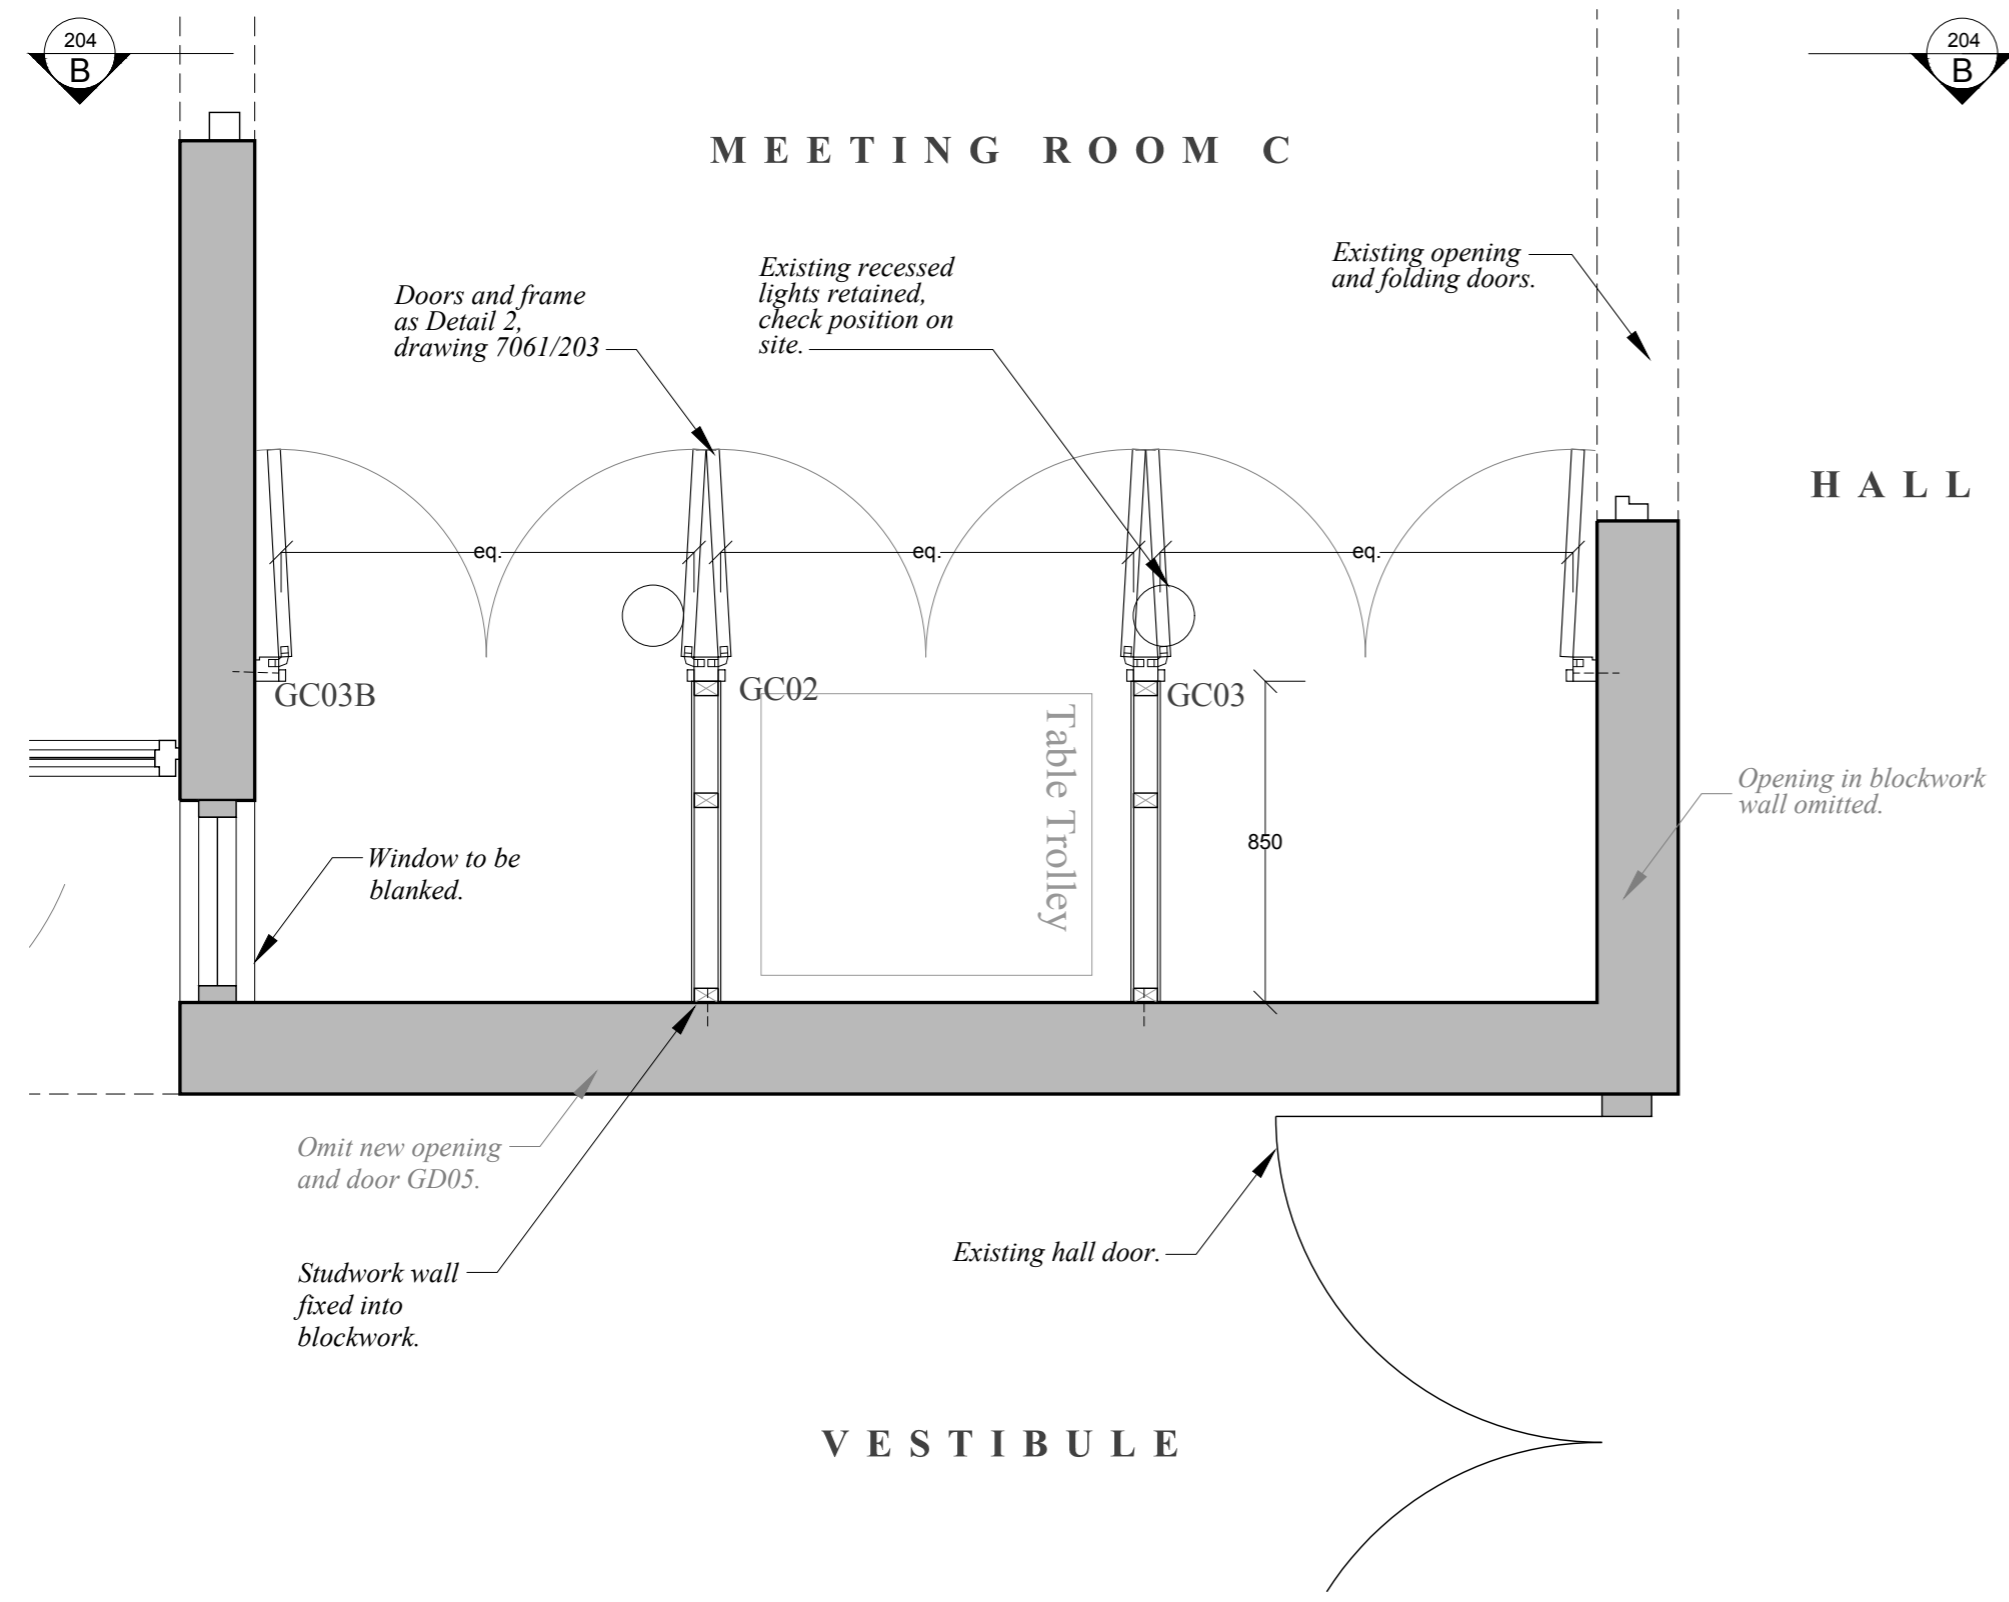 204
B
204
B
MEETING ROOM C
Existing opening
and folding doors.
Existing recessed
lights retained,
check position on
site.
Doors and frame
as Detail 2,
drawing 7061/203
HALL
eq.
eq.
eq.
GC03B
GC02
GC03
Table Trolley
Opening in blockwork
wall omitted.
850
Window to be
blanked.
Omit new opening
and door GD05.
Existing hall door.
Studwork wall
fixed into
blockwork.
VESTIBULE